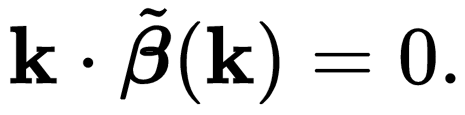 𝐤 · 𝜷̃(𝐤) = 0.